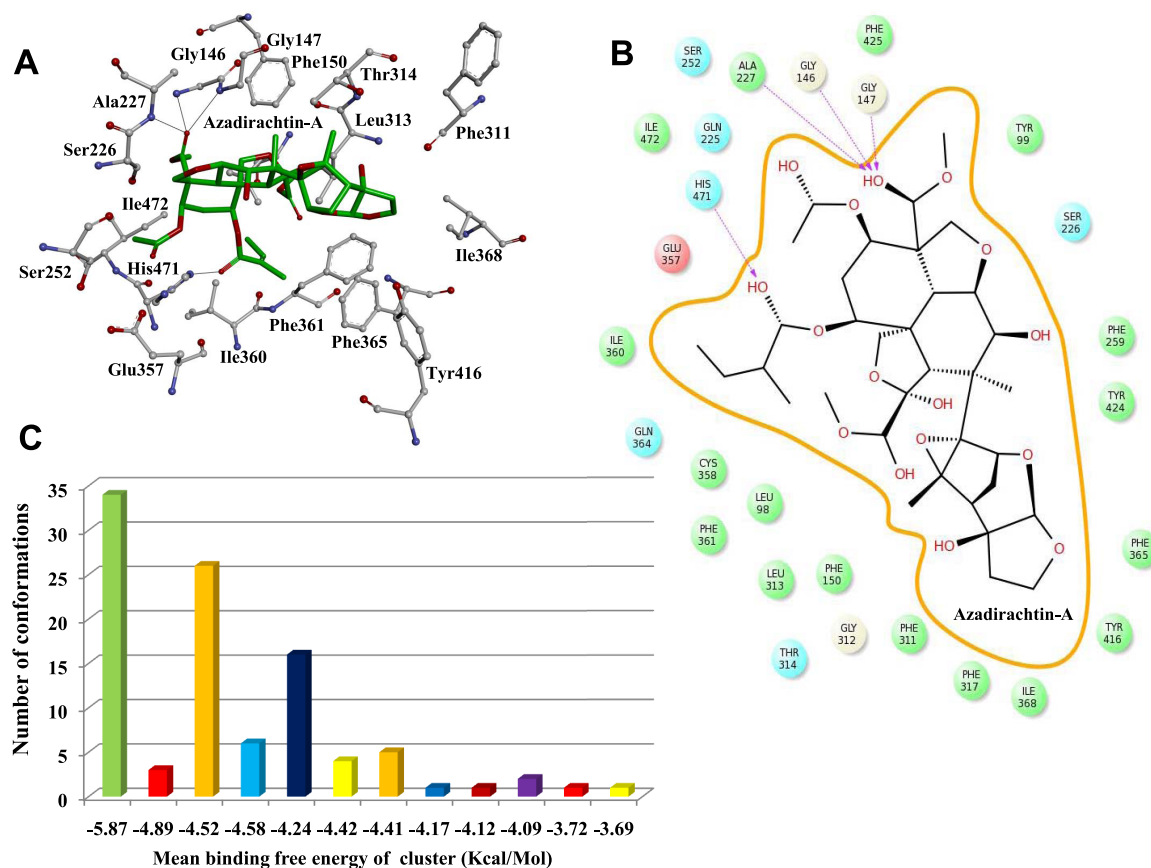 A
Gly146
Gly147
Phe150
Thr314
Ala227
Azadirachtin-A
Leu313
Phe311
Ser226
Ile472
Ser252
His471
Ile368
Phe361
Glu357
Ile360
Phe365
Tyr416
B
PHE
425
SER
252
ALA
227
GLY
146
GLY
147
ILE
472
GLN
225
TYR
99
HIS
471
HO
HO
O
O
SER
226
GLU
357
O
HO
O
OH
PHE
259
ILE
360
O
O
OH
TYR
424
GLN
364
O
O
OH
CYS
358
LEU
98
PHE
361
HO
O
PHE
365
LEU
313
PHE
150
Azadirachtin-A
THR
314
GLY
312
PHE
311
TYR
416
PHE
317
ILE
368
C
Number of conformations
35
30
25
20
15
10
5
0
-5.87 -4.89 -4.52 -4.58 -4.24 -4.42 -4.41 -4.17 -4.12 -4.09 -3.72 -3.69
Mean binding free energy of cluster (Kcal/Mol)